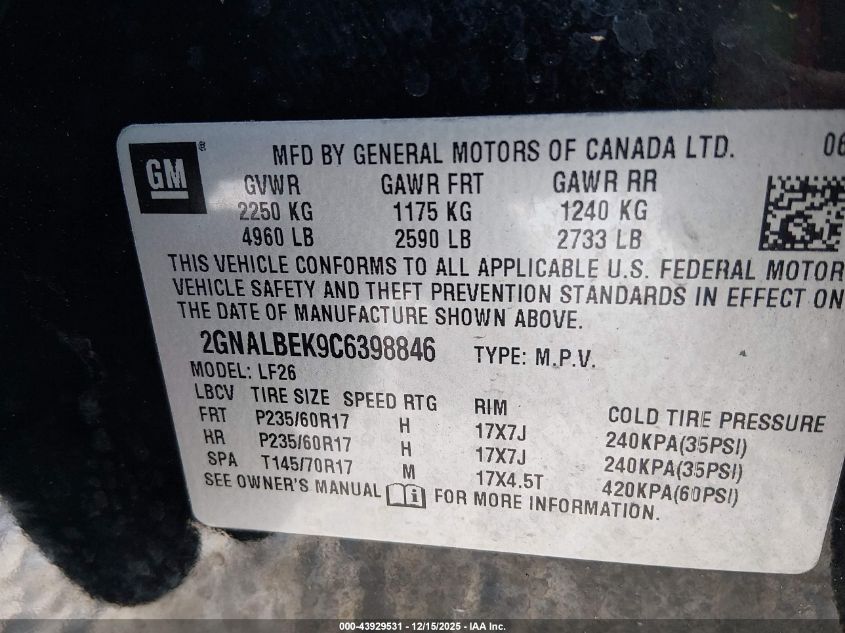 GM ®
MFD BY GENERAL MOTORS OF CANADA LTD. 06
GVWR GAWR FRT GAWR RR
2250 KG 1175 KG 1240 KG
4960 LB 2590 LB 2733 LB
THIS VEHICLE CONFORMS TO ALL APPLICABLE U.S. FEDERAL MOTOR
VEHICLE SAFETY AND THEFT PREVENTION STANDARDS IN EFFECT ON
THE DATE OF MANUFACTURE SHOWN ABOVE.
2GNALBEK9C6398846 TYPE: M.P.V.
MODEL: LF26
LBCV TIRE SIZE SPEED RTG RIM COLD TIRE PRESSURE
FRT P235/60R17 H 17X7J 240KPA(35PSI)
HR P235/60R17 H 17X7J 240KPA(35PSI)
SPA T145/70R17 M 17X4.5T 420KPA(60PSI)
SEE OWNER'S MANUAL i FOR MORE INFORMATION.
000-43929531 - 12/15/2025 - IAA Inc.